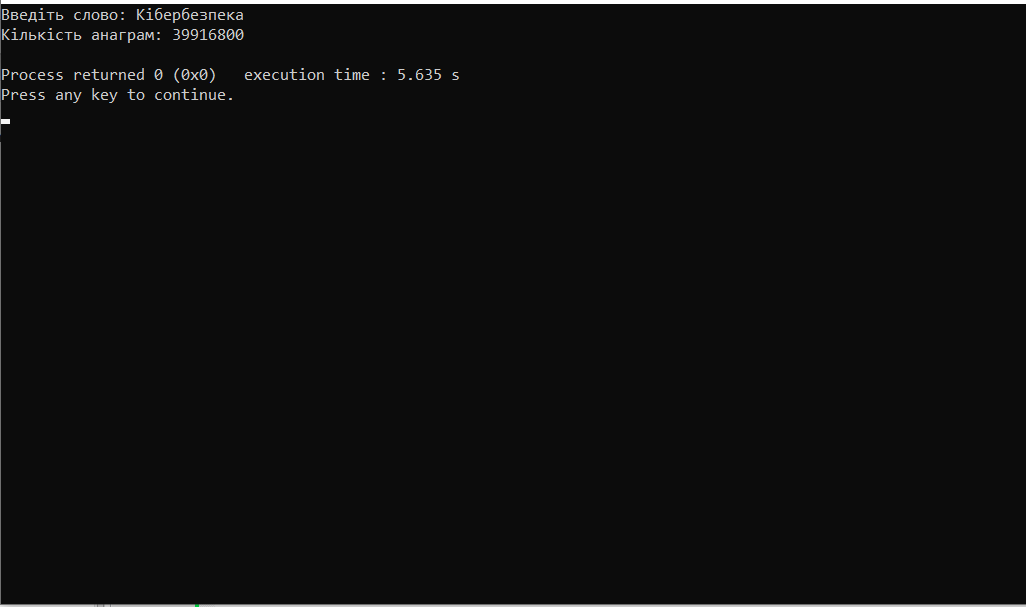 Введіть слово: Кібербезпека
Кількість анаграм: 39916800
Process returned 0 (0x0)   execution time : 5.635 s
Press any key to continue.